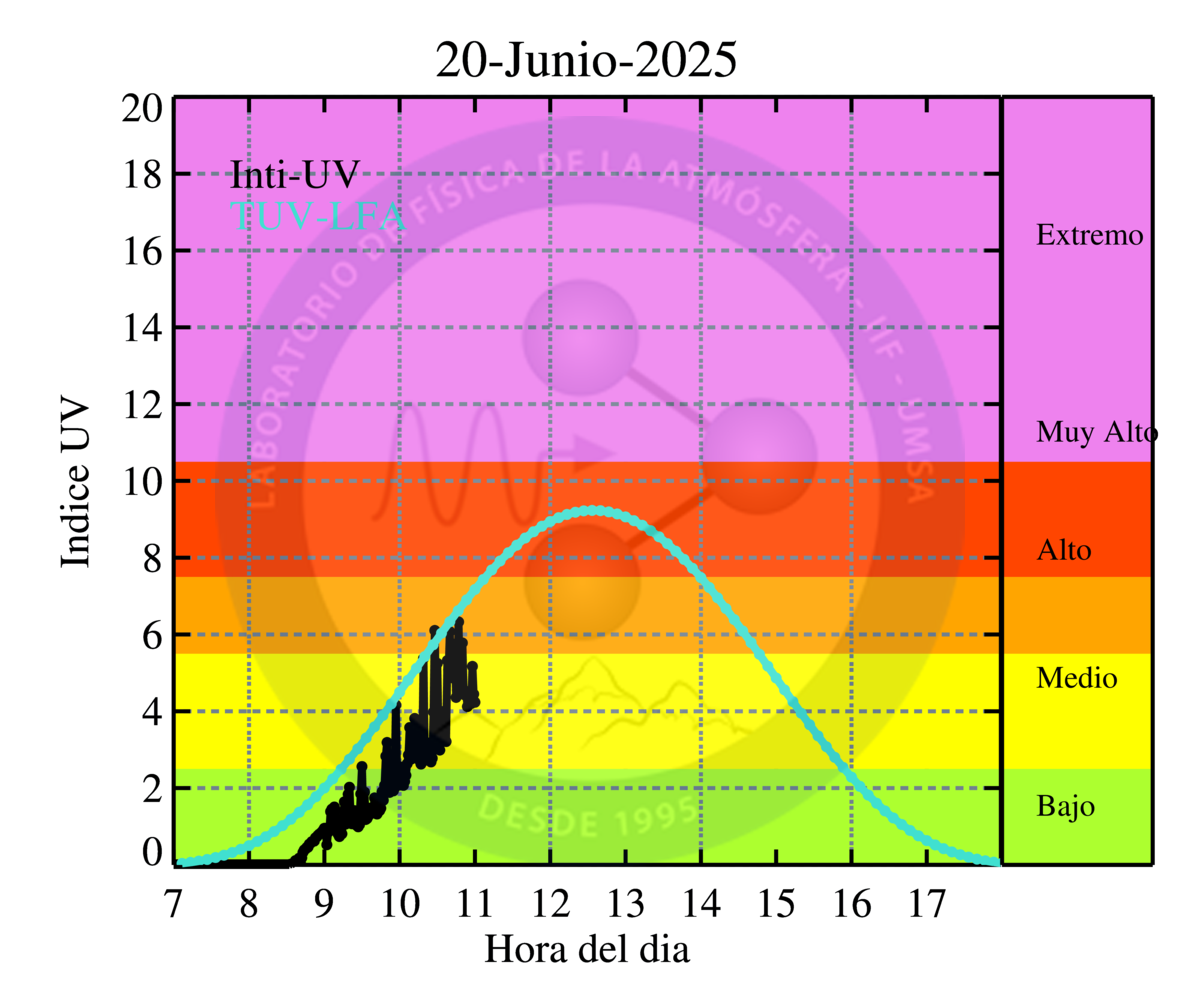 20-Junio-2025
20
18
16
14
12
10
8
6
4
2
0
Indice UV
Inti-UV
TUV-LFA
LABORATORIO DE FÍSICA DE LA ATMÓSFERA - IIF - UMSA
DESDE 1995
Extremo
Muy Alto
Alto
Medio
Bajo
7 8 9 10 11 12 13 14 15 16 17
Hora del dia